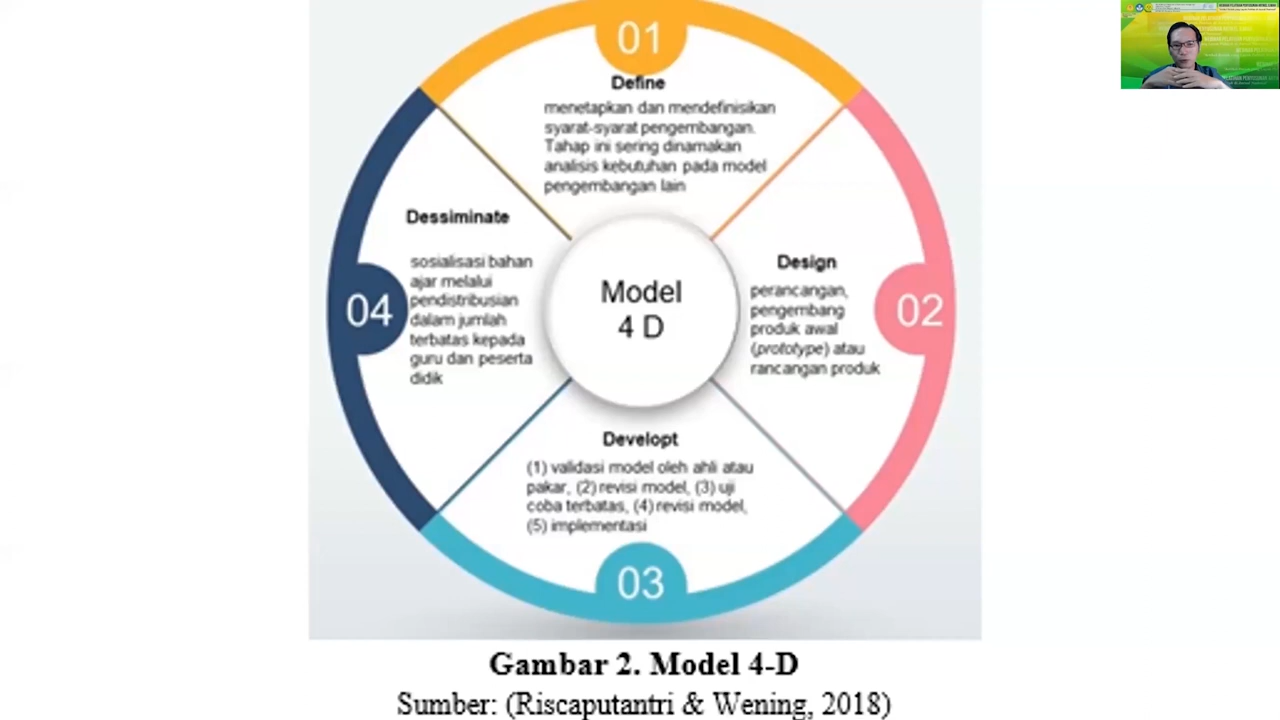 01
Define
menetapkan dan mendefinisikan
syarat-syarat pengembangan.
Tahap ini sering dinamakan
analisis kebutuhan pada model
pengembangan lain
02
Design
perancangan,
pengembang
produk awal
(prototype) atau
rancangan produk
03
Developt
(1) validasi model oleh ahli atau
pakar, (2) revisi model, (3) uji
coba terbatas, (4) revisi model,
(5) implementasi
04
Dessiminate
sosialisasi bahan
ajar melalui
pendistribusian
dalam jumlah
terbatas kepada
guru dan peserta
didik
Model
4 D
Gambar 2. Model 4-D
Sumber: (Riscaputantri & Wening, 2018)